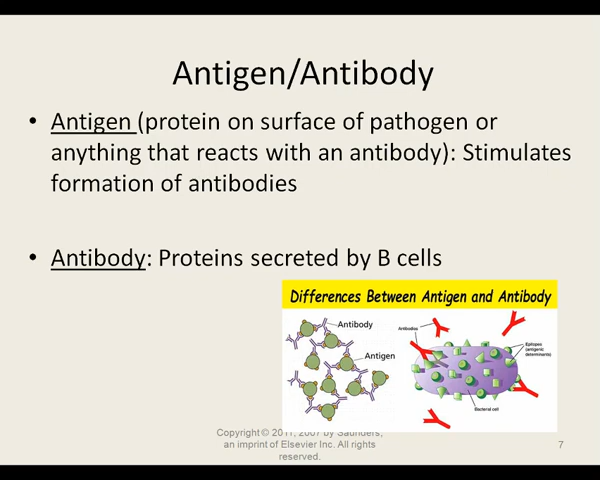 Antigen/Antibody
• Antigen (protein on surface of pathogen or
anything that reacts with an antibody): Stimulates
formation of antibodies
• Antibody: Proteins secreted by B cells
Differences Between Antigen and Antibody
Antibody
Antigen
Antibodies
Epitopes
(antigenic
determinants)
Bacterial cell
Copyright © 2011, 2007 by Saunders,
an imprint of Elsevier Inc. All rights
reserved.
7